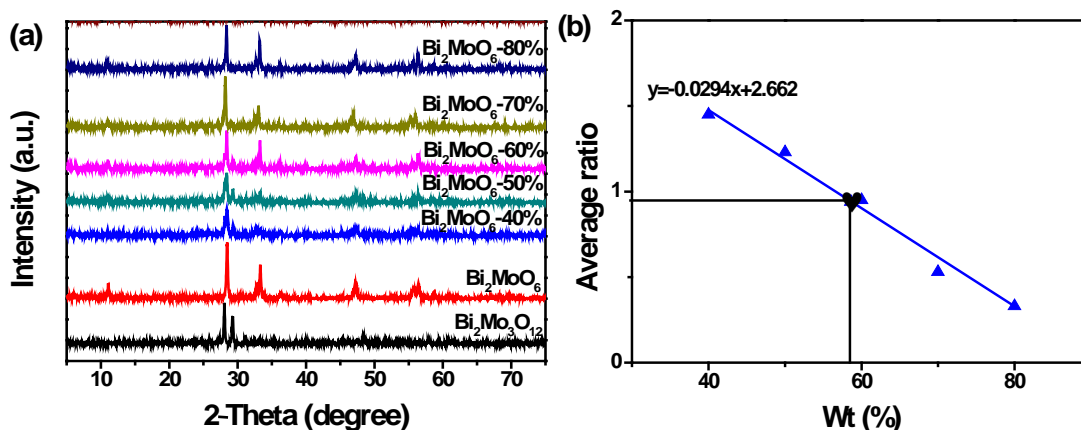 (a)
Bi₂MoO₆-80%
Bi₂MoO₆-70%
Bi₂MoO₆-60%
Bi₂MoO₆-50%
Bi₂MoO₆-40%
Bi₂MoO₆
Bi₂Mo₃O₁₂
Intensity (a.u.)
10 20 30 40 50 60 70
2-Theta (degree)
(b)
2
1
0
y=-0.0294x+2.662
Average ratio
40 60 80
Wt (%)